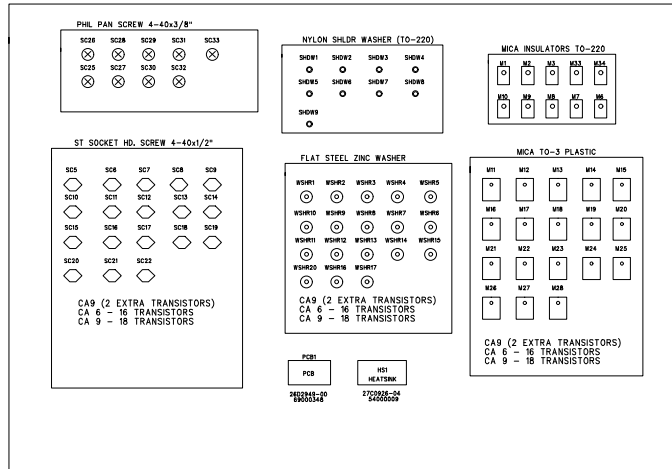 PHIL PAN SCREW 4-40x3/8"
SC26 SC28 SC29 SC31 SC33
SC25 SC27 SC30 SC32
NYLON SHLDR WASHER (TO-220)
SHDW1 SHDW2 SHDW3 SHDW4
SHDW5 SHDW6 SHDW7 SHDW8
SHDW9
MICA INSULATORS TO-220
M1 M2 M3 M33 M34
M10 M9 M8 M7 M6
ST SOCKET HD. SCREW 4-40x1/2"
SC5 SC6 SC7 SC8 SC9
SC10 SC11 SC12 SC13 SC14
SC15 SC16 SC17 SC18 SC19
SC20 SC21 SC22
CA9 (2 EXTRA TRANSISTORS)
CA 6 - 16 TRANSISTORS
CA 9 - 18 TRANSISTORS
FLAT STEEL ZINC WASHER
WSHR1 WSHR2 WSHR3 WSHR4 WSHR5
WSHR10 WSHR9 WSHR8 WSHR7 WSHR6
WSHR11 WSHR12 WSHR13 WSHR14 WSHR15
WSHR20 WSHR16 WSHR17
CA9 (2 EXTRA TRANSISTORS)
CA 6 - 16 TRANSISTORS
CA 9 - 18 TRANSISTORS
MICA TO-3 PLASTIC
M11 M12 M13 M14 M15
M16 M17 M18 M19 M20
M21 M22 M23 M24 M25
M26 M27 M28
CA9 (2 EXTRA TRANSISTORS)
CA 6 - 16 TRANSISTORS
CA 9 - 18 TRANSISTORS
PCB1
PCB
26D2949-00
69000348
HS1
HEATSINK
27C0926-04
54000009